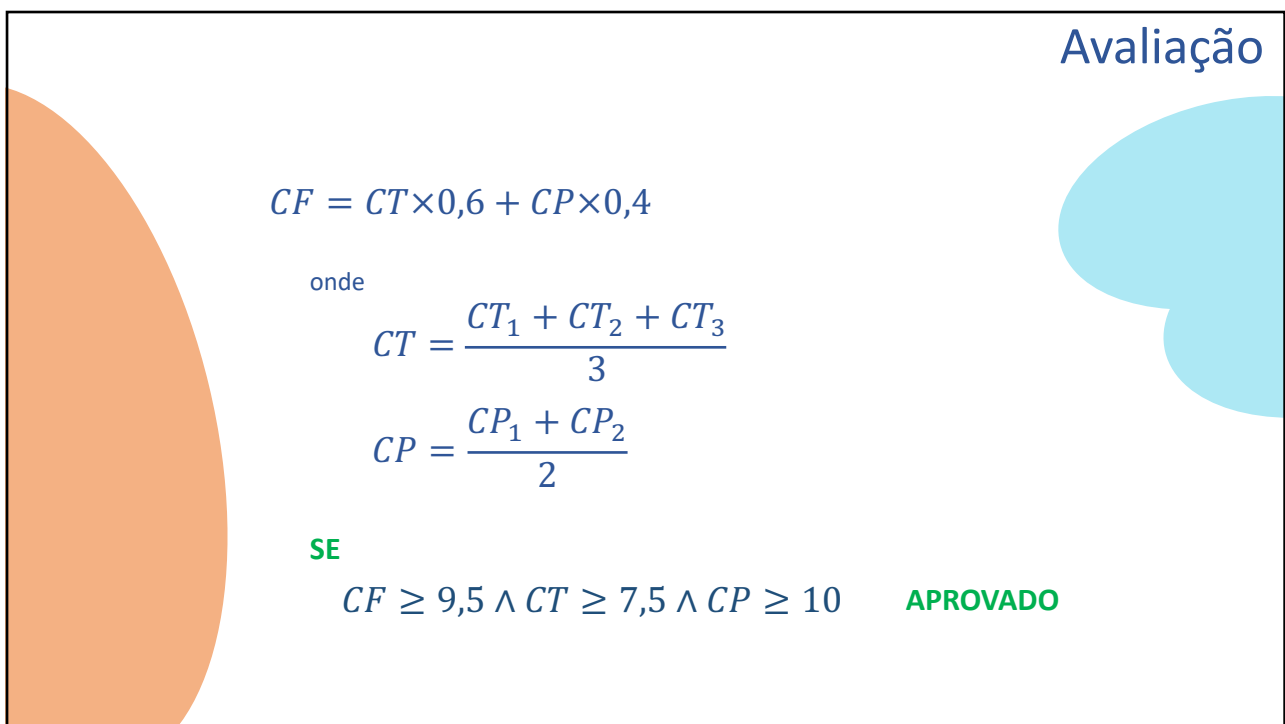 Avaliação
CF = CT×0,6 + CP×0,4
onde
CT = (CT₁ + CT₂ + CT₃)/3
CP = (CP₁ + CP₂)/2
SE
CF ≥ 9,5 ∧ CT ≥ 7,5 ∧ CP ≥ 10 APROVADO